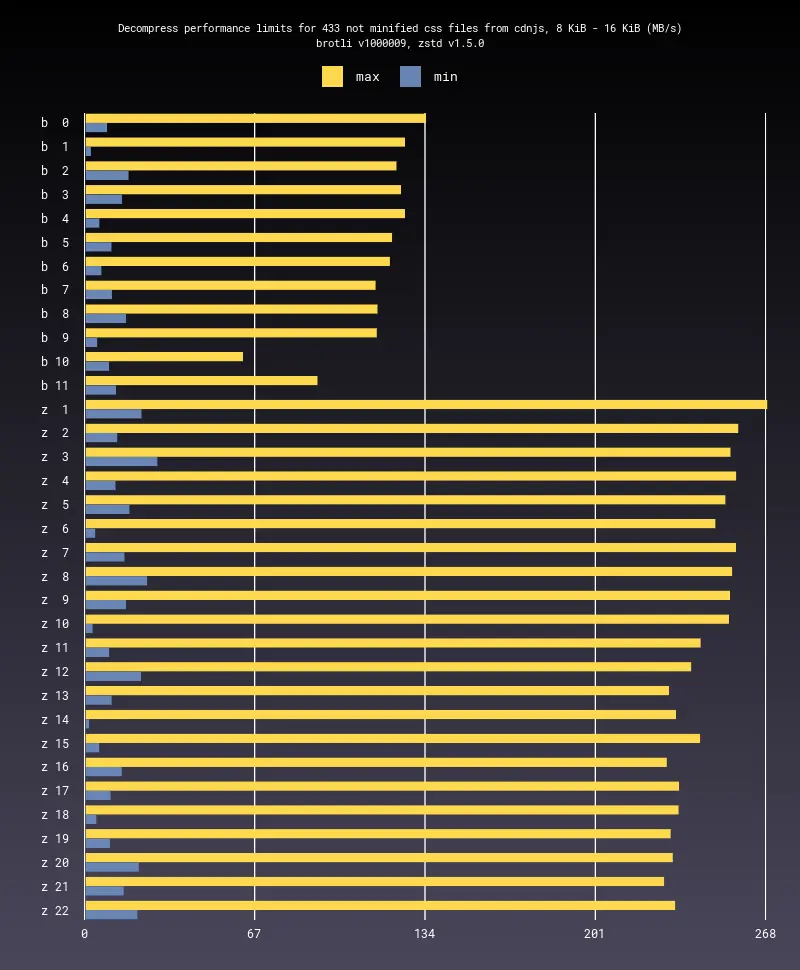 Decompress performance limits for 433 not minified css files from cdnjs, 8 KiB - 16 KiB (MB/s)
brotli v1000009, zstd v1.5.0
max min
b 0
b 1
b 2
b 3
b 4
b 5
b 6
b 7
b 8
b 9
b 10
b 11
z 1
z 2
z 3
z 4
z 5
z 6
z 7
z 8
z 9
z 10
z 11
z 12
z 13
z 14
z 15
z 16
z 17
z 18
z 19
z 20
z 21
z 22
0 67 134 201 268